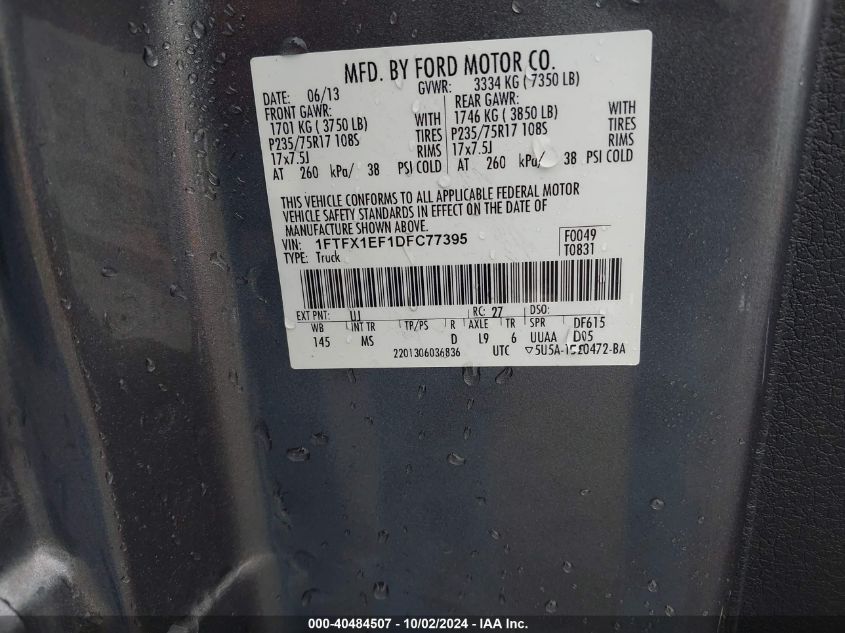 MFD. BY FORD MOTOR CO.
DATE: 06/13 GVWR: 3334 KG ( 7350 LB)
FRONT GAWR: REAR GAWR:
1701 KG ( 3750 LB) WITH 1746 KG ( 3850 LB) WITH
P235/75R17 108S TIRES P235/75R17 108S TIRES
17x7.5J RIMS 17x7.5J RIMS
AT 260 kPa/ 38 PSI COLD AT 260 kPa/ 38 PSI COLD
THIS VEHICLE CONFORMS TO ALL APPLICABLE FEDERAL MOTOR
VEHICLE SAFETY STANDARDS IN EFFECT ON THE DATE OF
MANUFACTURE SHOWN ABOVE.
VIN: 1FTFX1EF1DFC77395 F0049
TYPE: Truck T0831
EXT PNT: UJ RC: 27 DSO:
WB INT TR TP/PS R AXLE TR SPR DF615
145 MS D L9 6 UUAA D05
2201306036836 UTC
000-40484507 - 10/02/2024 - IAA Inc.